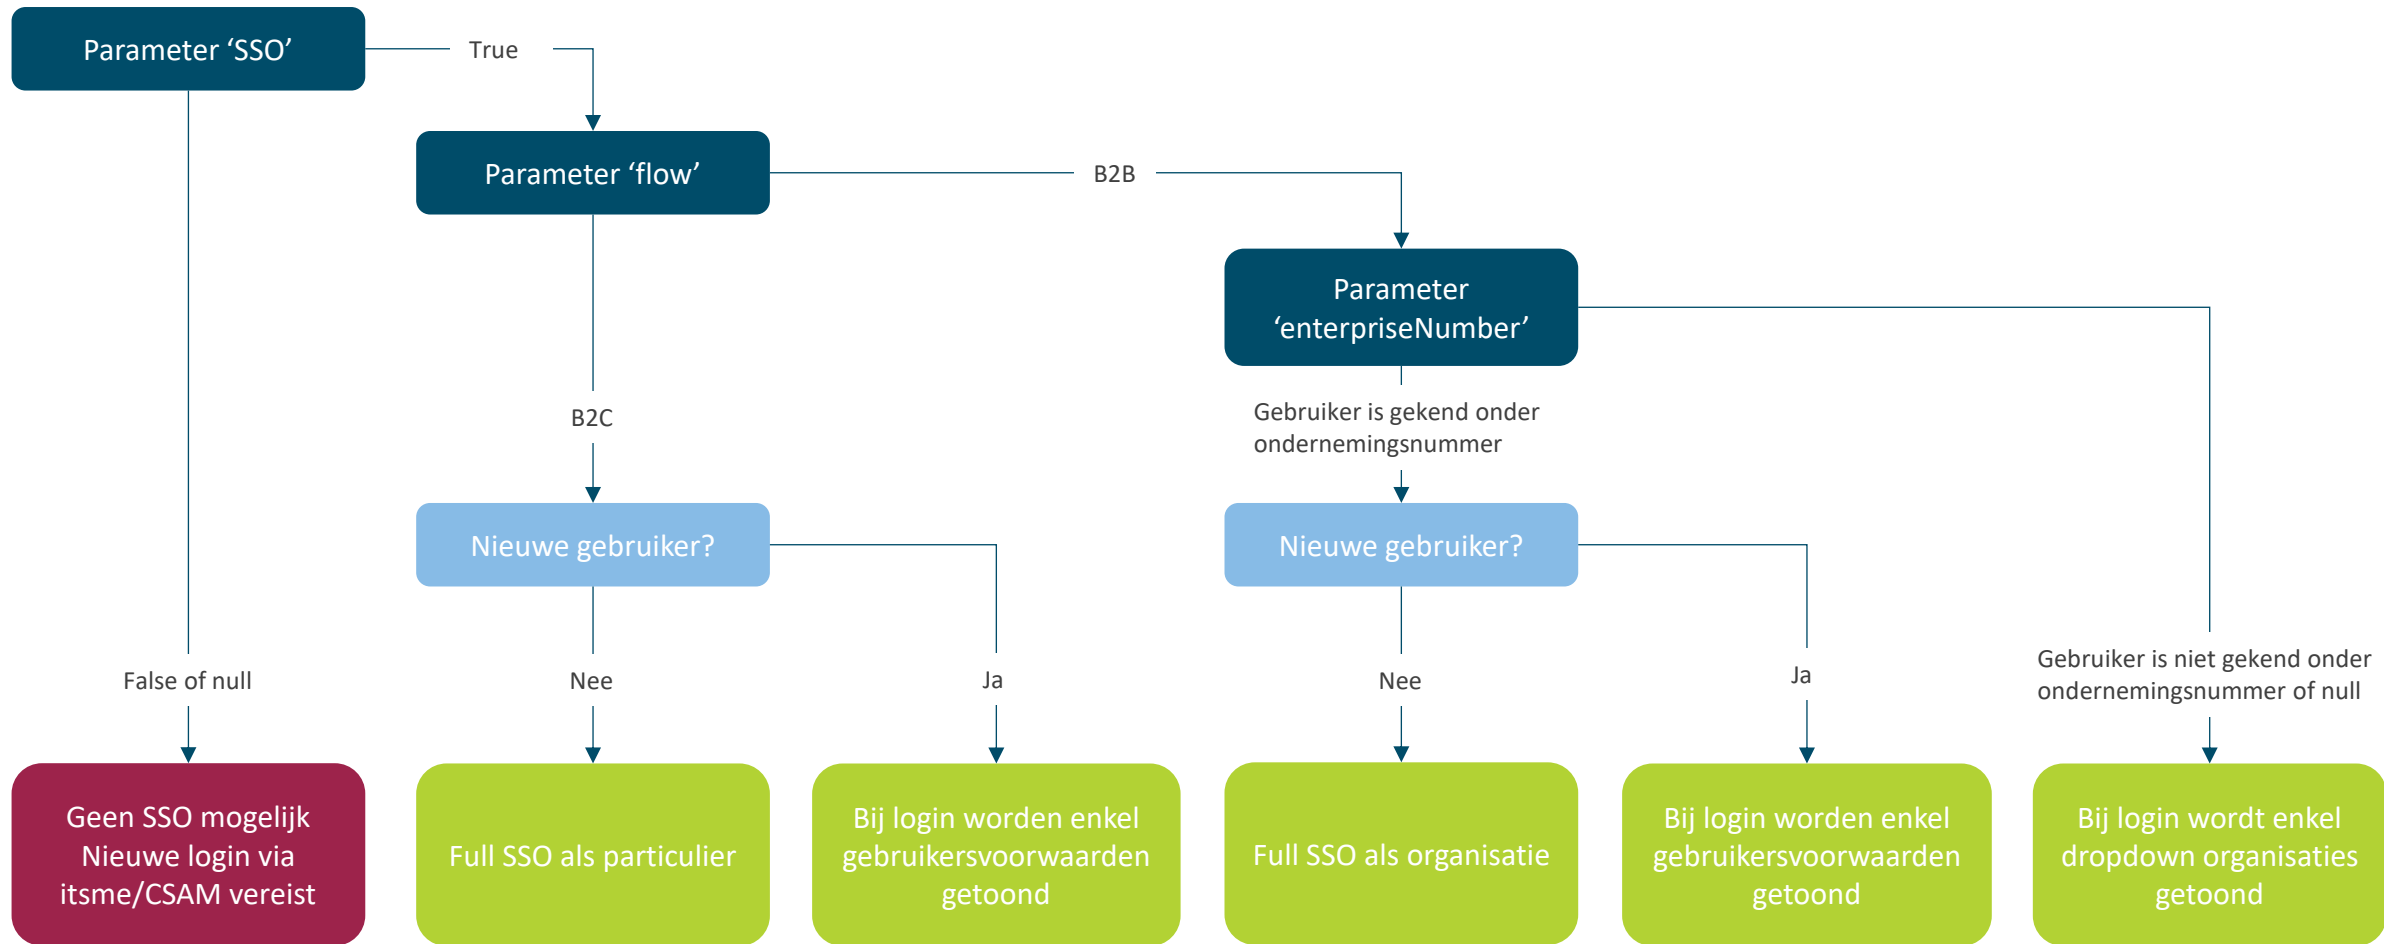 Parameter ‘SSO’
True
Parameter ‘flow’
B2B
Parameter
‘enterpriseNumber’
B2C
Gebruiker is gekend onder
ondernemingsnummer
Nieuwe gebruiker?
Nieuwe gebruiker?
False of null
Nee
Ja
Nee
Ja
Gebruiker is niet gekend onder
ondernemingsnummer of null
Geen SSO mogelijk
Nieuwe login via
itsme/CSAM vereist
Full SSO als particulier
Bij login worden enkel
gebruikersvoorwaarden
getoond
Full SSO als organisatie
Bij login worden enkel
gebruikersvoorwaarden
getoond
Bij login wordt enkel
dropdown organisaties
getoond